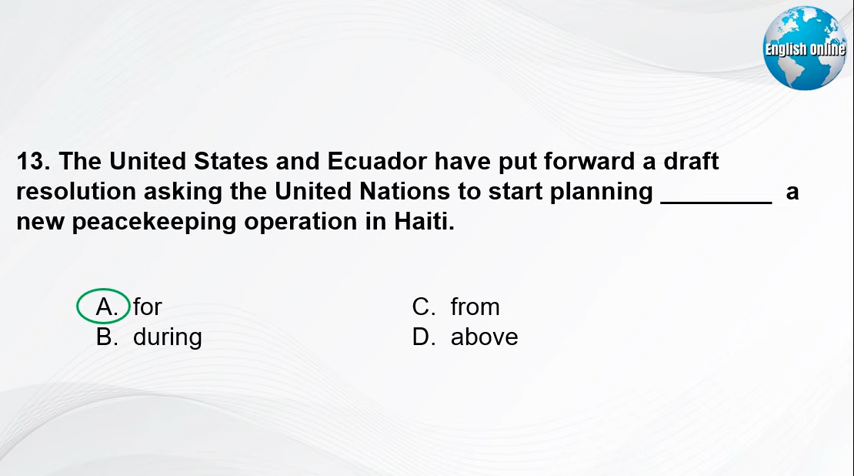 English Online
13. The United States and Ecuador have put forward a draft
resolution asking the United Nations to start planning ________ a
new peacekeeping operation in Haiti.
A. for
B. during
C. from
D. above